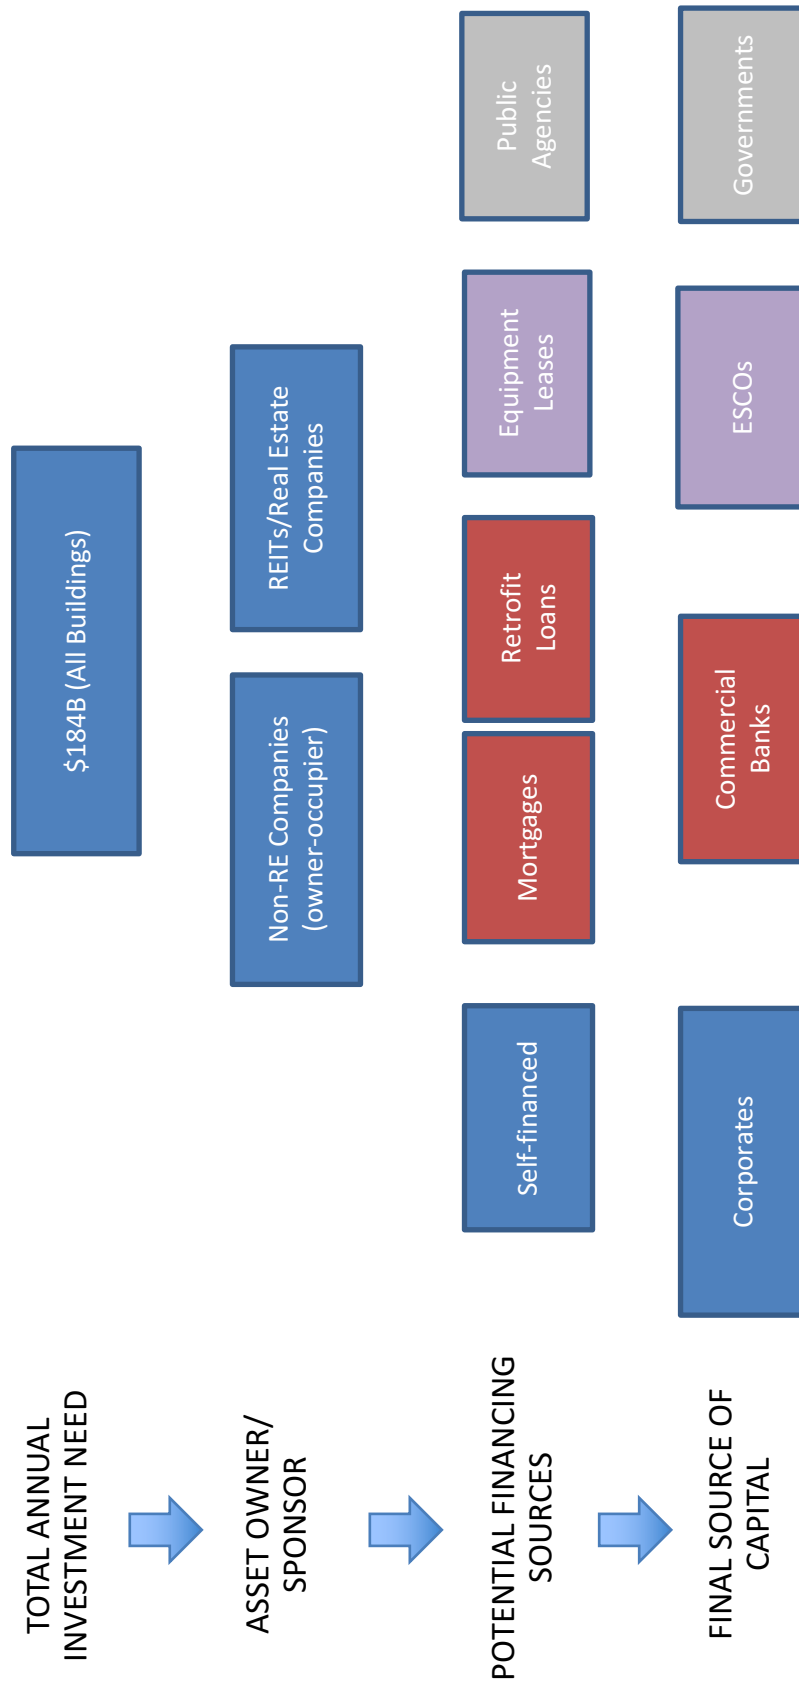 TOTAL ANNUAL
INVESTMENT NEED
$184B (All Buildings)
ASSET OWNER/
SPONSOR
Non-RE Companies
(owner-occupier)
REITs/Real Estate
Companies
POTENTIAL FINANCING
SOURCES
Self-financed
Mortgages
Retrofit
Loans
Equipment
Leases
Public
Agencies
FINAL SOURCE OF
CAPITAL
Corporates
Commercial
Banks
ESCOs
Governments